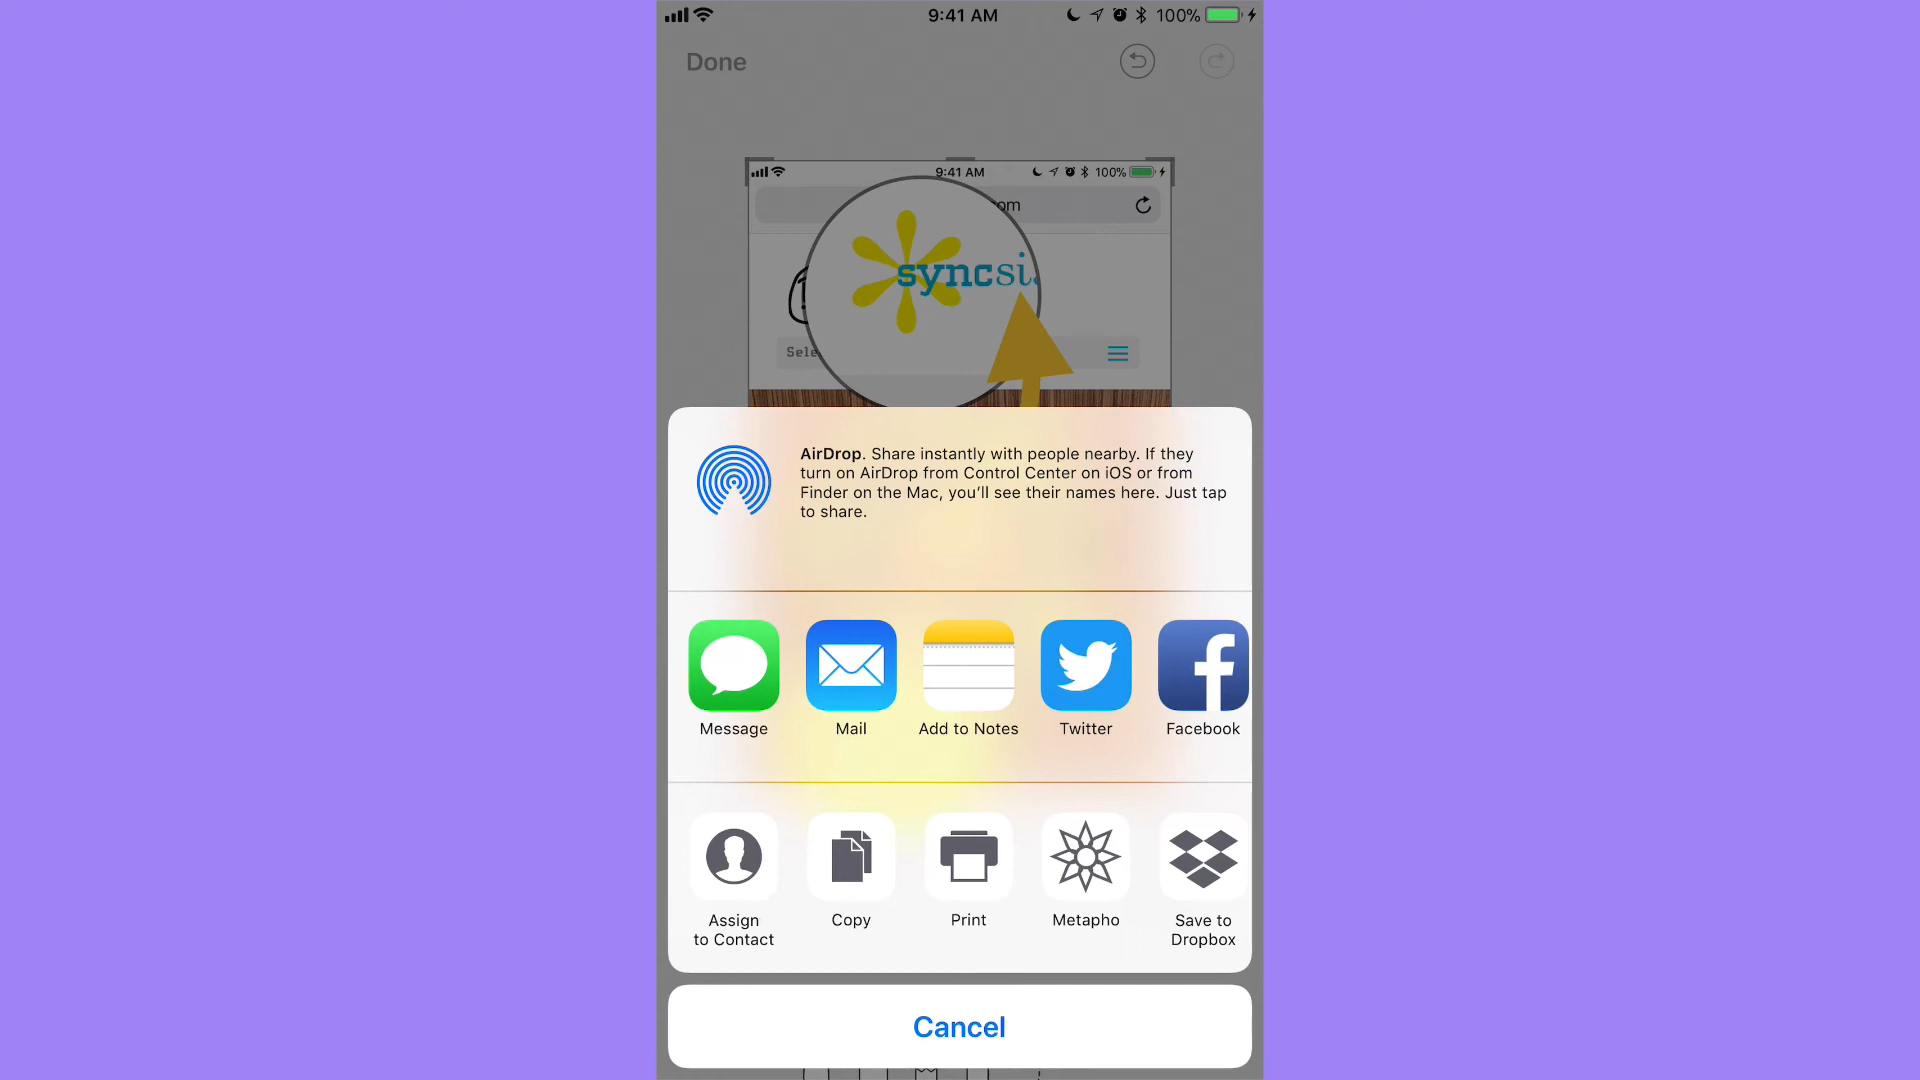 9:41 AM
100%
Done
9:41 AM
100%
om
syncsi
Sele
AirDrop. Share instantly with people nearby. If they
turn on AirDrop from Control Center on iOS or from
Finder on the Mac, you'll see their names here. Just tap
to share.
Message
Mail
Add to Notes
Twitter
Facebook
Assign
to Contact
Copy
Print
Metapho
Save to
Dropbox
Cancel